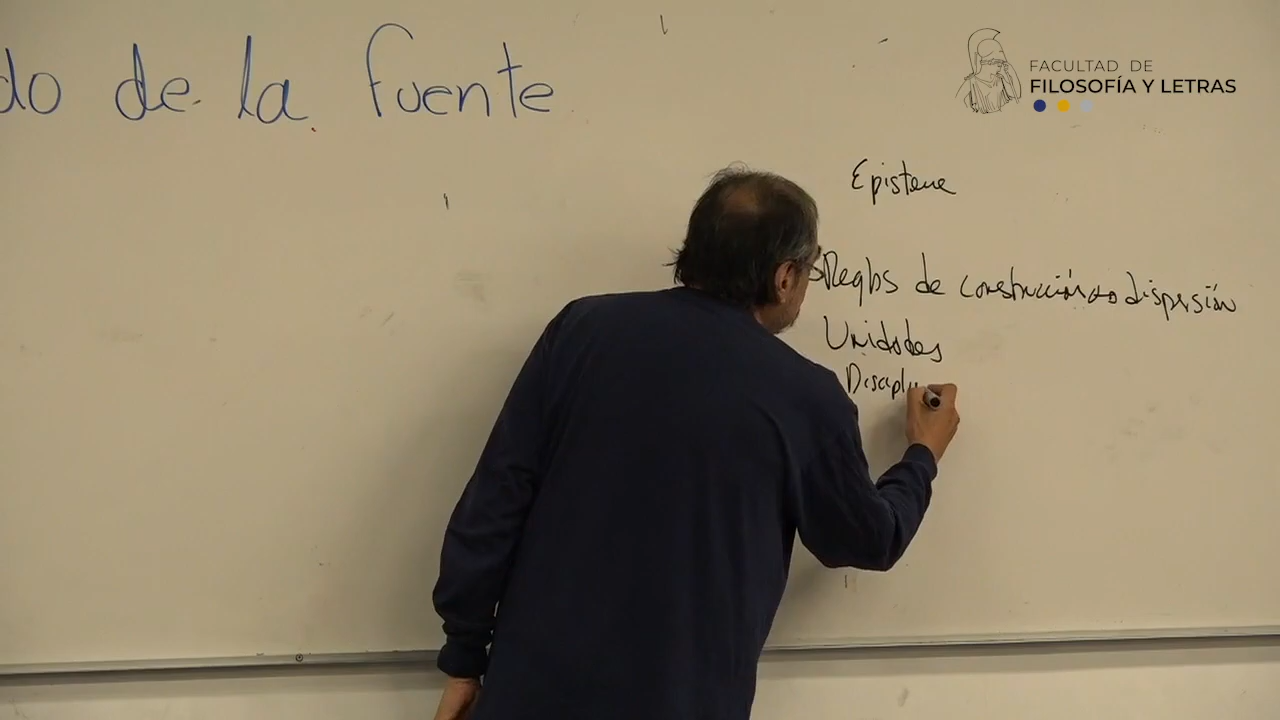 do de la fuente
FACULTAD DE
FILOSOFÍA Y LETRAS
Episteme
Reglas de construcción dispersión
Unidades
Discipli